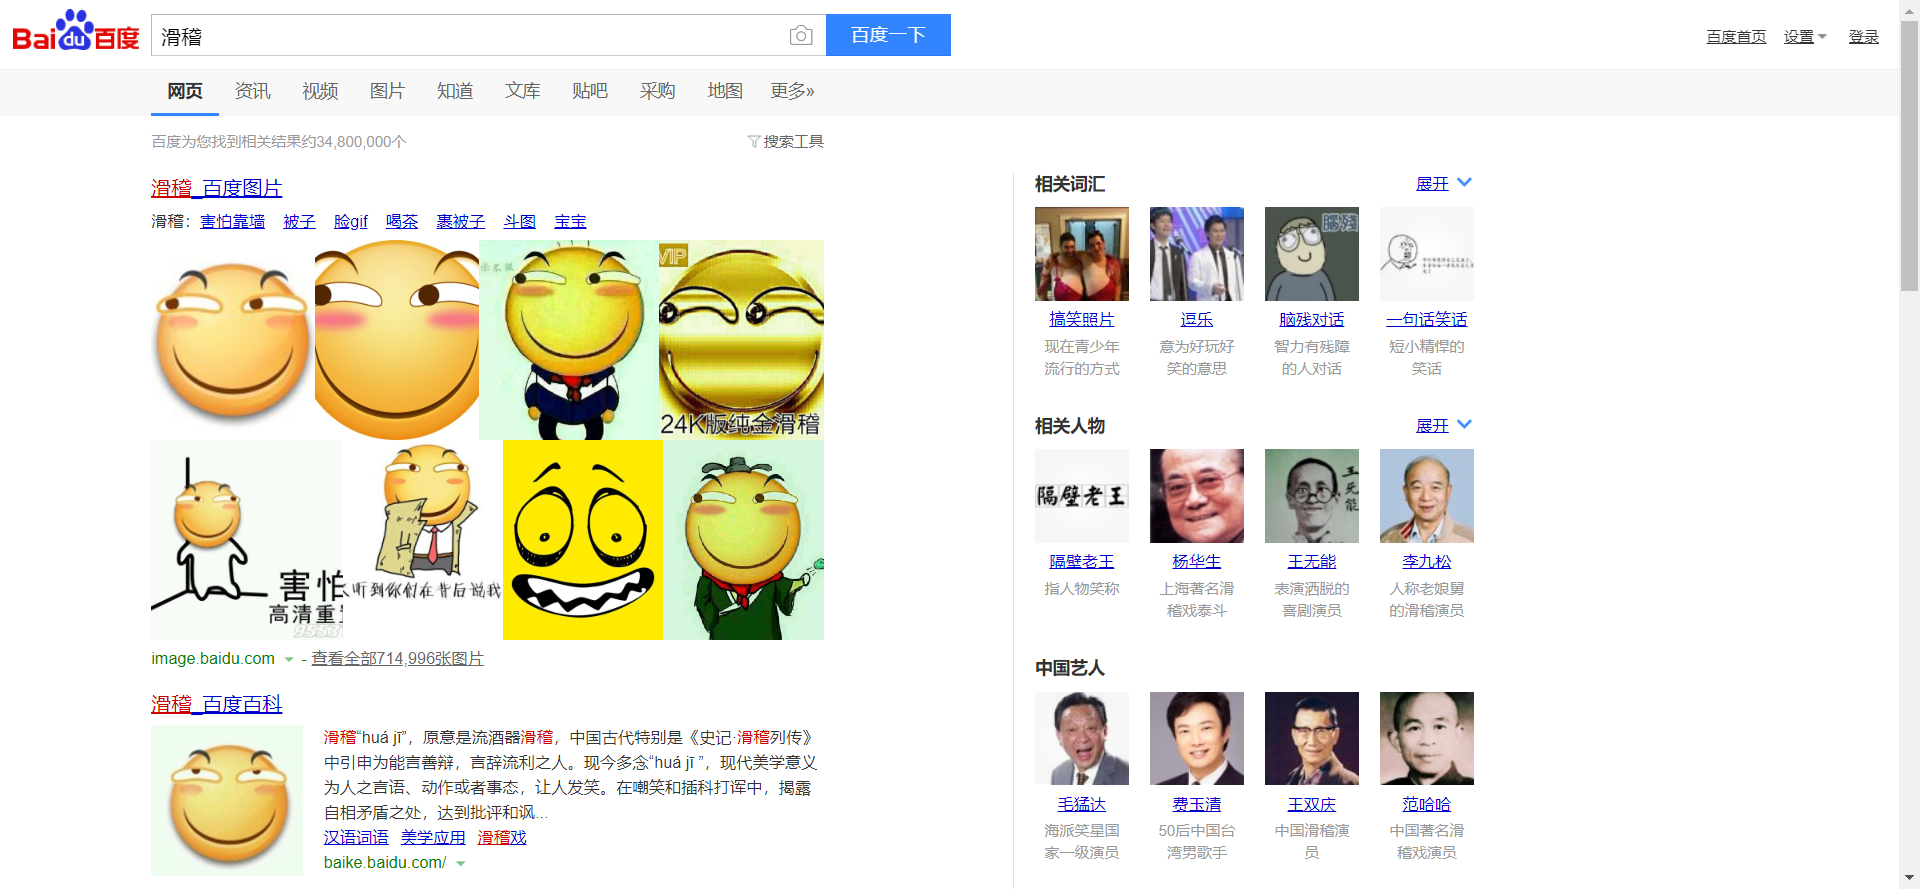 Bai du 百度
滑稽
百度一下
百度首页 设置 登录
网页 资讯 视频 图片 知道 文库 贴吧 采购 地图 更多»
百度为您找到相关结果约34,800,000个
搜索工具
滑稽_百度图片
滑稽： 害怕靠墙 被子 脸gif 喝茶 裹被子 斗图 宝宝
VIP
24K版纯金滑稽
害怕
高清重
听到你们在背后说我
image.baidu.com - 查看全部714,996张图片
滑稽_百度百科
滑稽“huá jī”，原意是流酒器滑稽，中国古代特别是《史记·滑稽列传》
中引申为能言善辩，言辞流利之人。现今多念“huá jī ”，现代美学意义
为人之言语、动作或者事态，让人发笑。在嘲笑和插科打诨中，揭露
自相矛盾之处，达到批评和讽...
汉语词语 美学应用 滑稽戏
baike.baidu.com/
相关词汇 展开
腦殘
搞笑照片 逗乐 脑残对话 一句话笑话
现在青少年 意为好玩好 智力有残障 短小精悍的
流行的方式 笑的意思 的人对话 笑话
相关人物 展开
隔壁老王
王无能
隔壁老王 杨华生 王无能 李九松
指人物笑称 上海著名滑 表演洒脱的 人称老娘舅
稽戏泰斗 喜剧演员 的滑稽演员
中国艺人
毛猛达 费玉清 王双庆 范哈哈
海派笑星国 50后中国台 中国滑稽演 中国著名滑
家一级演员 湾男歌手 员 稽戏演员